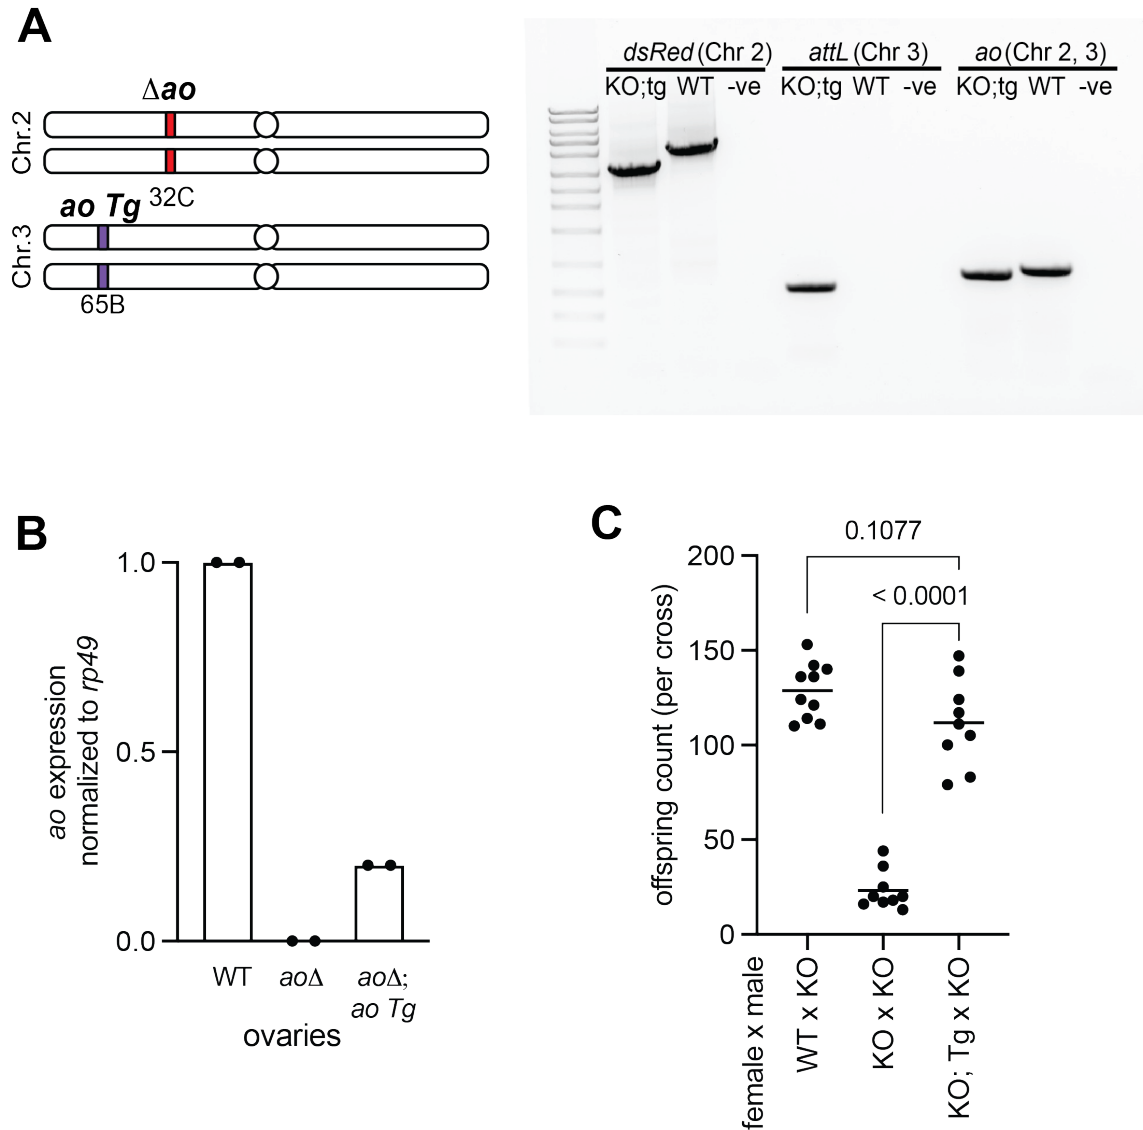 A
Δao
Chr.2
32C
ao Tg
Chr.3
65B
dsRed (Chr 2) attL (Chr 3) ao (Chr 2, 3)
KO;tg WT -ve KO;tg WT -ve KO;tg WT -ve
B
ao expression
normalized to rp49
1.0
0.5
0.0
WT aoΔ aoΔ;
ao Tg
ovaries
C
offspring count (per cross)
200
150
100
50
0
0.1077
< 0.0001
female x male
WT x KO
KO x KO
KO; Tg x KO